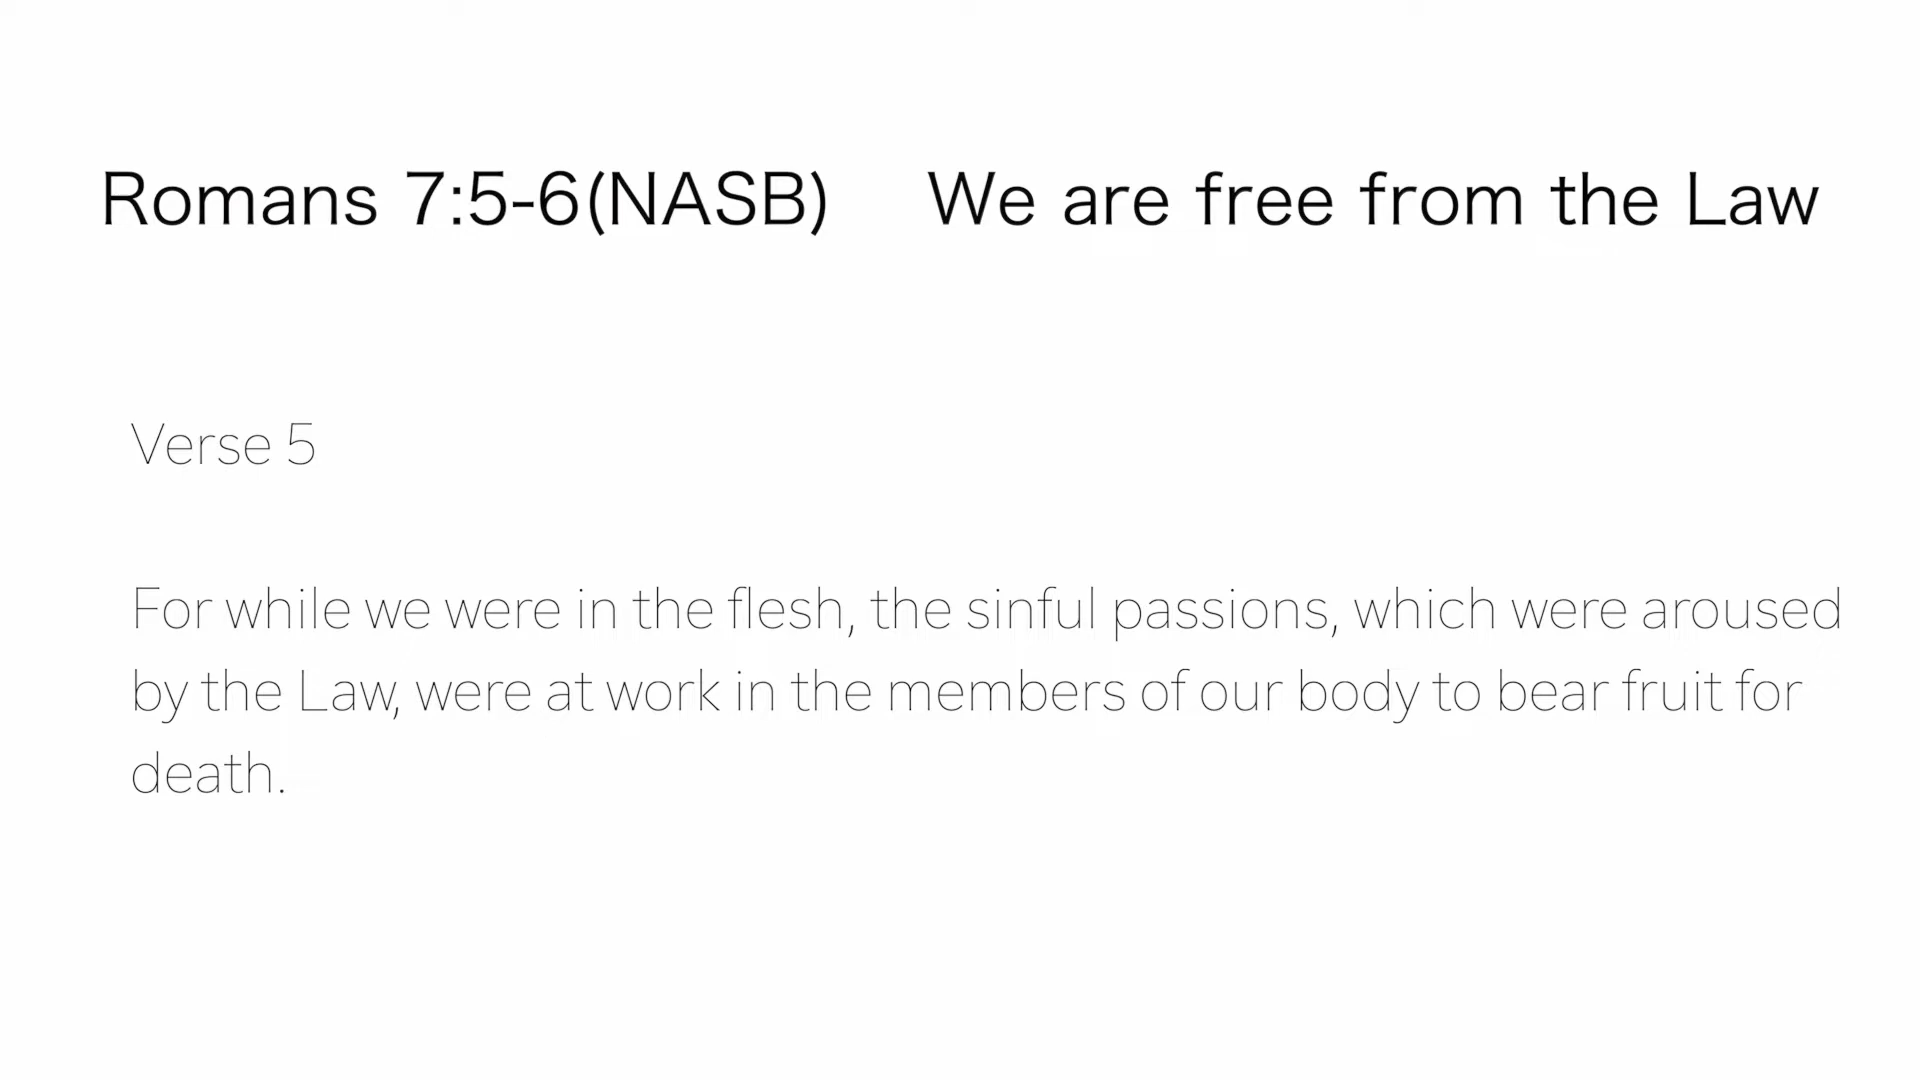 Romans 7:5-6(NASB) We are free from the Law
Verse 5
For while we were in the flesh, the sinful passions, which were aroused
by the Law, were at work in the members of our body to bear fruit for
death.